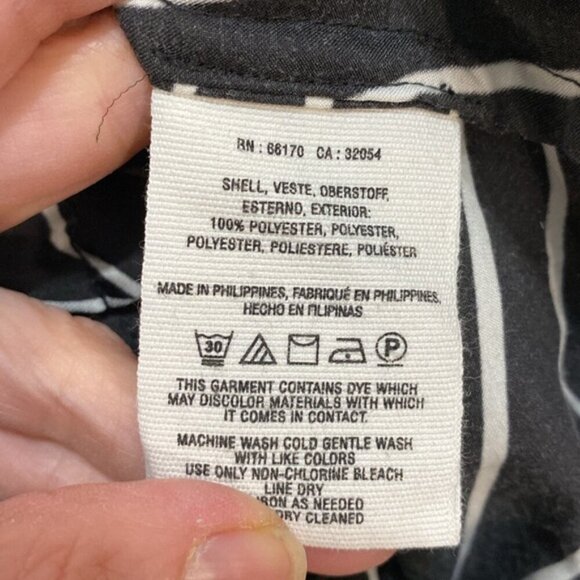 RN : 66170 CA : 32054
SHELL, VESTE, OBERSTOFF,
ESTERNO, EXTERIOR:
100% POLYESTER, POLYESTER,
POLYESTER, POLIESTERE, POLIÉSTER
MADE IN PHILIPPINES, FABRIQUÉ EN PHILIPPINES,
HECHO EN FILIPINAS
30 P
THIS GARMENT CONTAINS DYE WHICH
MAY DISCOLOR MATERIALS WITH WHICH
IT COMES IN CONTACT.
MACHINE WASH COLD GENTLE WASH
WITH LIKE COLORS
USE ONLY NON-CHLORINE BLEACH
LINE DRY
AS NEEDED
DRY CLEANED